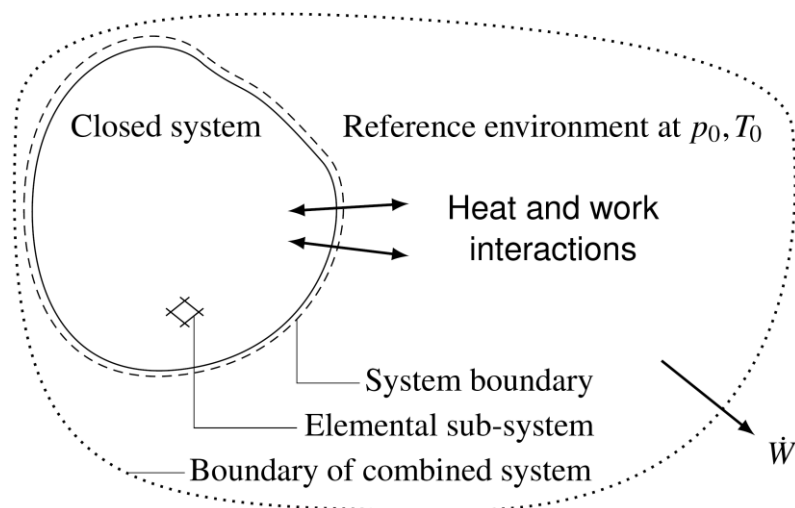 Closed system
Reference environment at p₀, T₀
Heat and work
interactions
System boundary
Elemental sub-system
Ẇ
Boundary of combined system